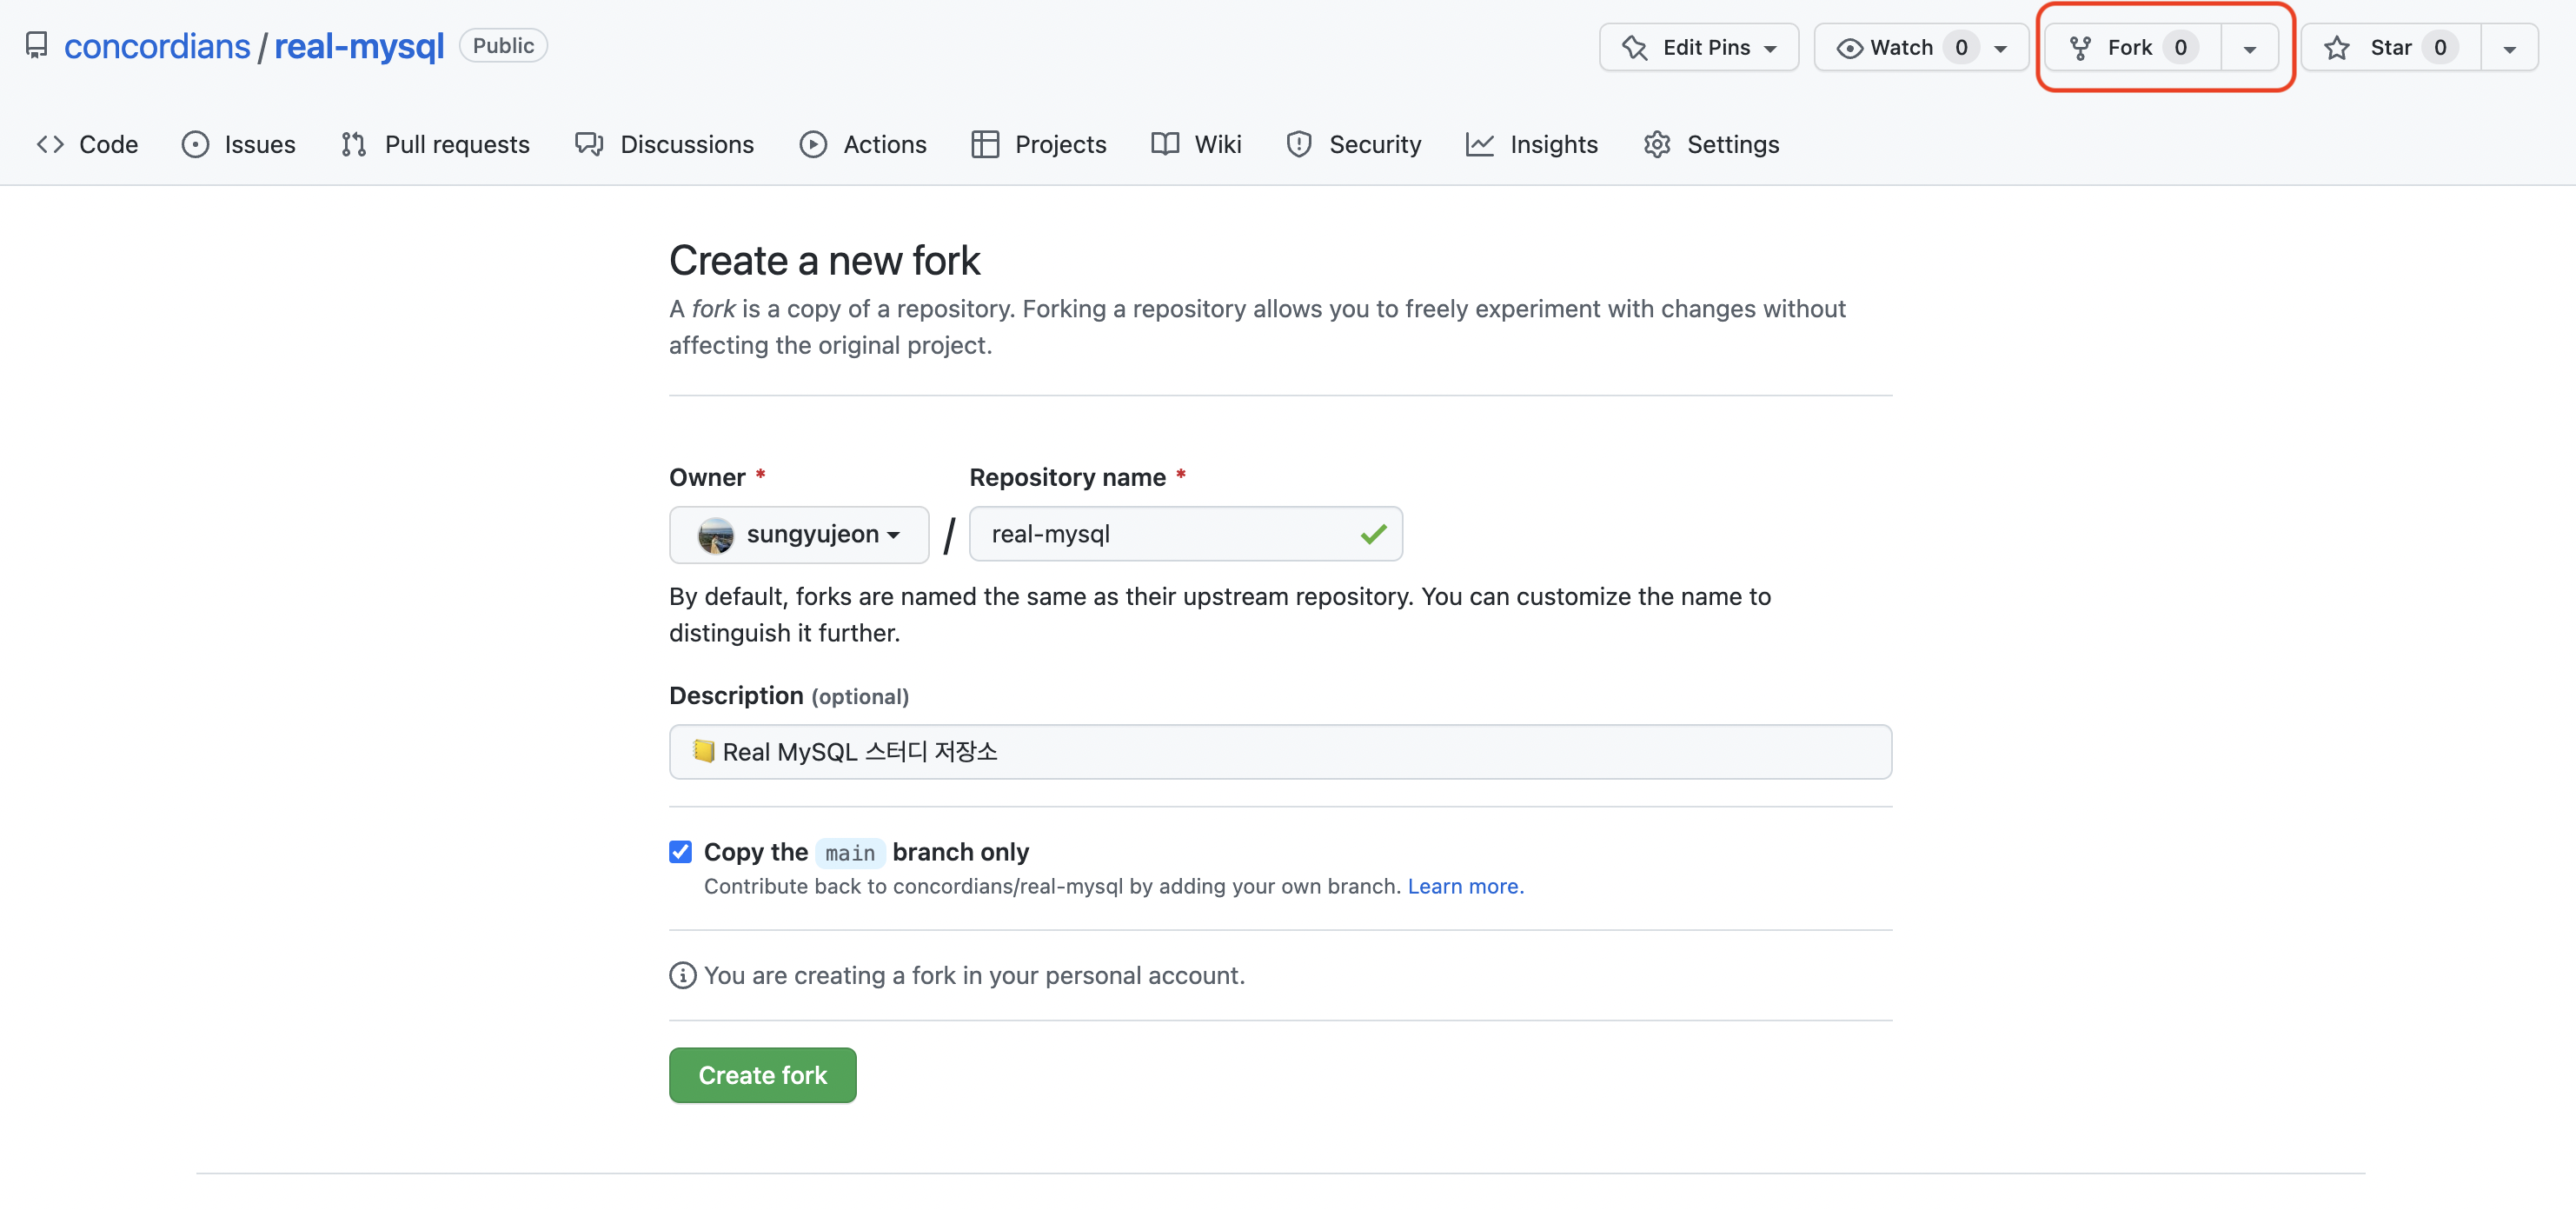 concordians / real-mysql Public Edit Pins Watch 0 Fork 0 Star 0
Code Issues Pull requests Discussions Actions Projects Wiki Security Insights Settings
Create a new fork
A fork is a copy of a repository. Forking a repository allows you to freely experiment with changes without
affecting the original project.
Owner * Repository name *
sungyujeon / real-mysql
By default, forks are named the same as their upstream repository. You can customize the name to
distinguish it further.
Description (optional)
📒 Real MySQL 스터디 저장소
Copy the main branch only
Contribute back to concordians/real-mysql by adding your own branch. Learn more.
You are creating a fork in your personal account.
Create fork